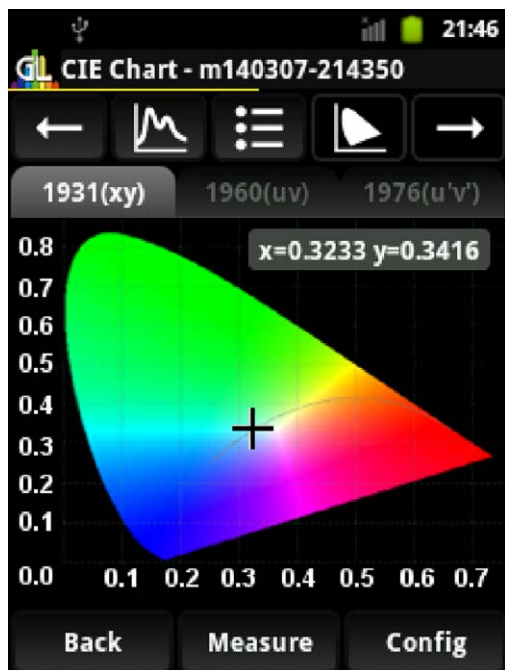 21:46
GL CIE Chart - m140307-214350
1931(xy) 1960(uv) 1976(u'v')
x=0.3233 y=0.3416
0.8
0.7
0.6
0.5
0.4
0.3
0.2
0.1
0.0 0.1 0.2 0.3 0.4 0.5 0.6 0.7
Back Measure Config